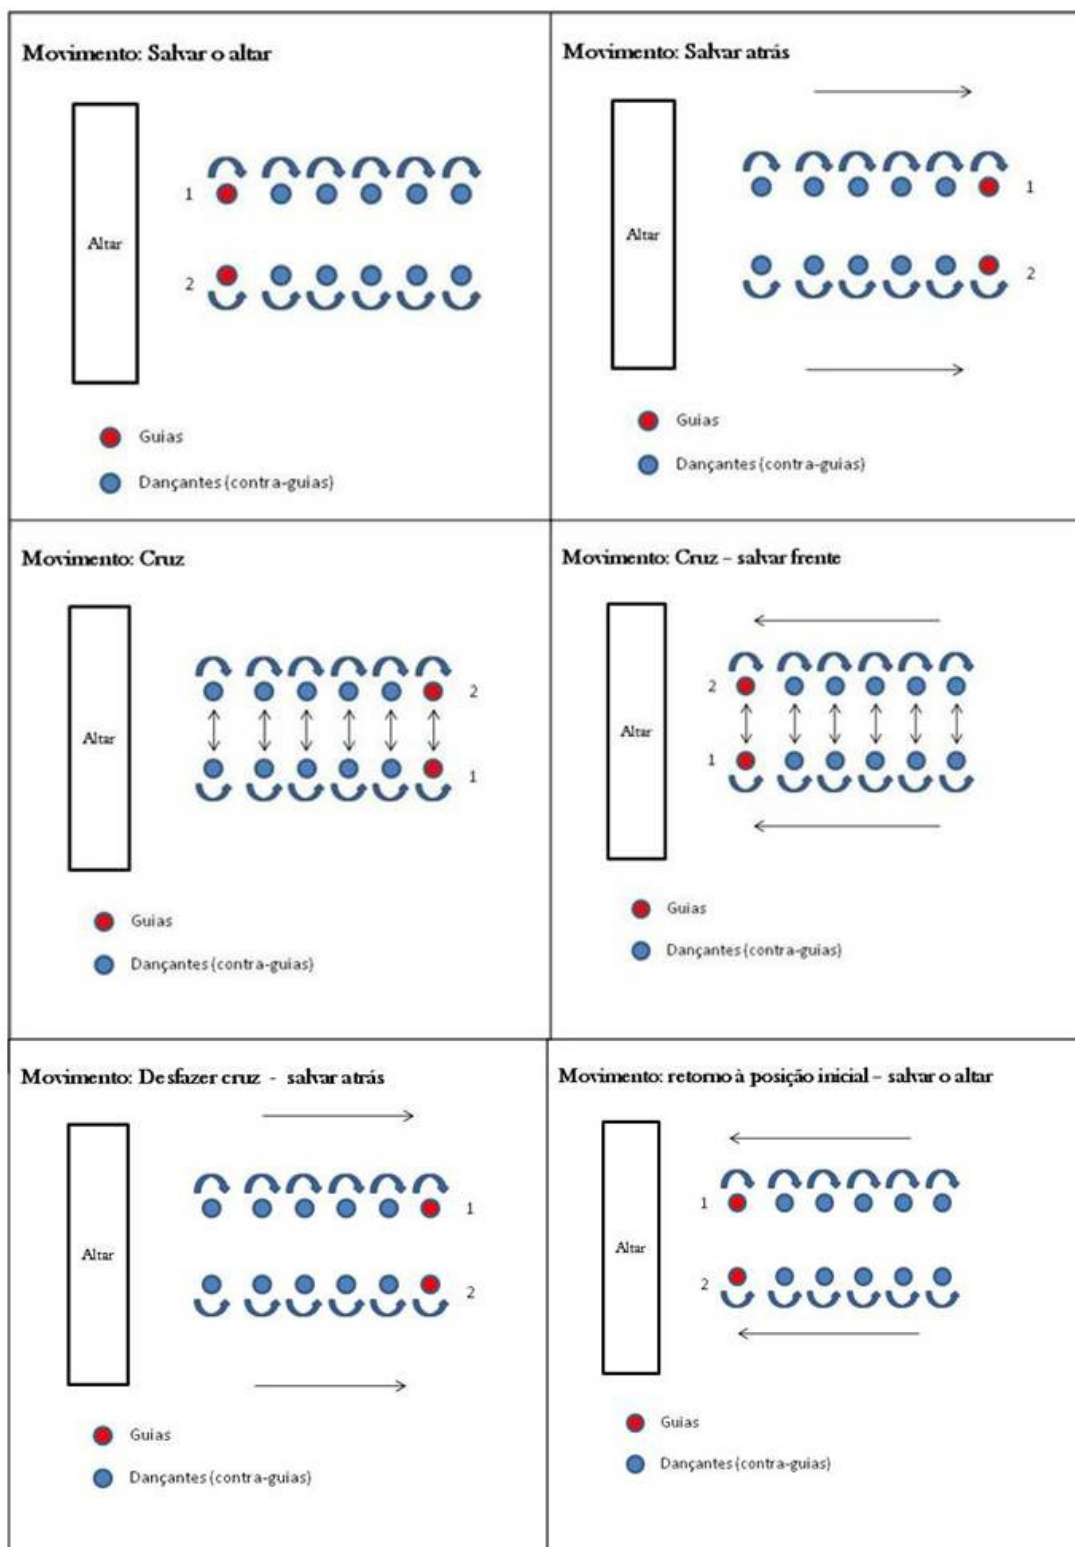 Movimento: Salvar o altar
1
Altar
2
Guias
Dançantes (contra-guias)
Movimento: Salvar atrás
1
Altar
2
Guias
Dançantes (contra-guias)
Movimento: Cruz
2
Altar
1
Guias
Dançantes (contra-guias)
Movimento: Cruz – salvar frente
2
Altar
1
Guias
Dançantes (contra-guias)
Movimento: Desfazer cruz - salvar atrás
1
Altar
2
Guias
Dançantes (contra-guias)
Movimento: retorno à posição inicial – salvar o altar
1
Altar
2
Guias
Dançantes (contra-guias)